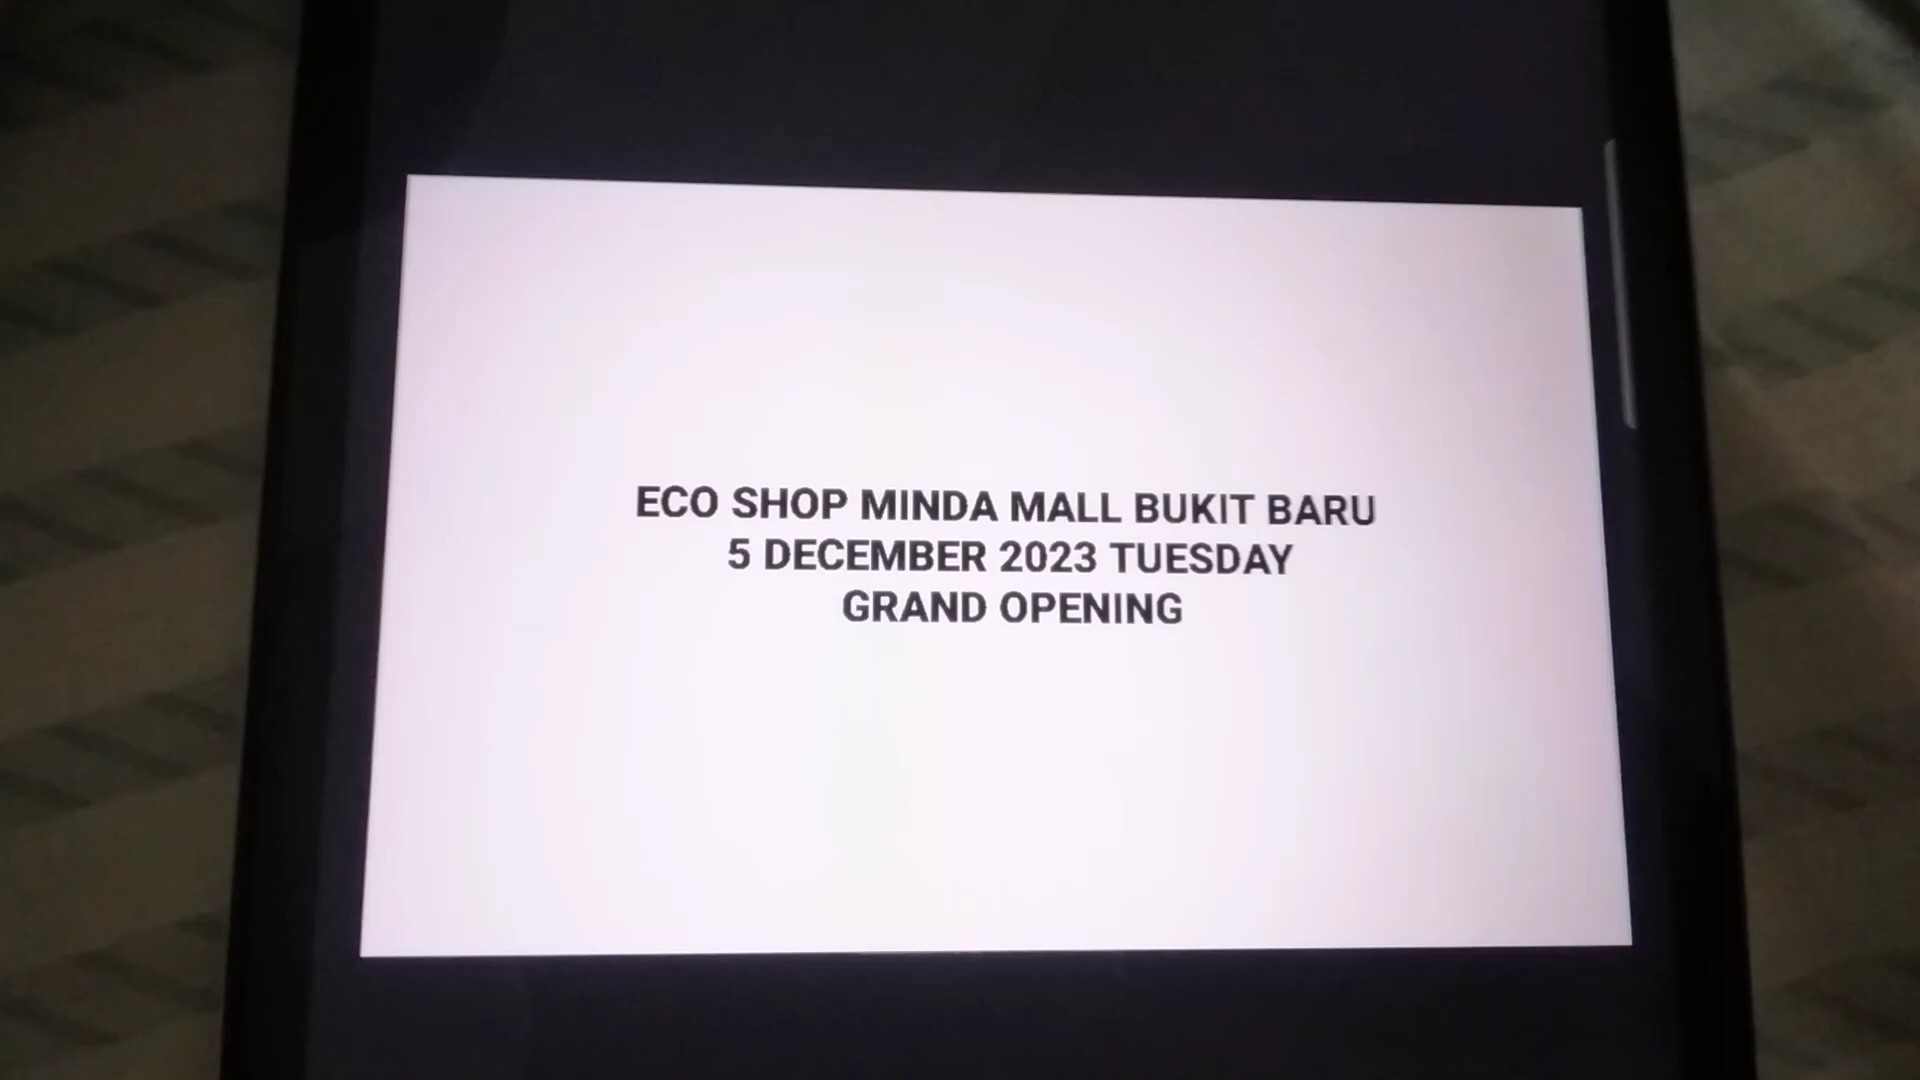 ECO SHOP MINDA MALL BUKIT BARU
5 DECEMBER 2023 TUESDAY
GRAND OPENING